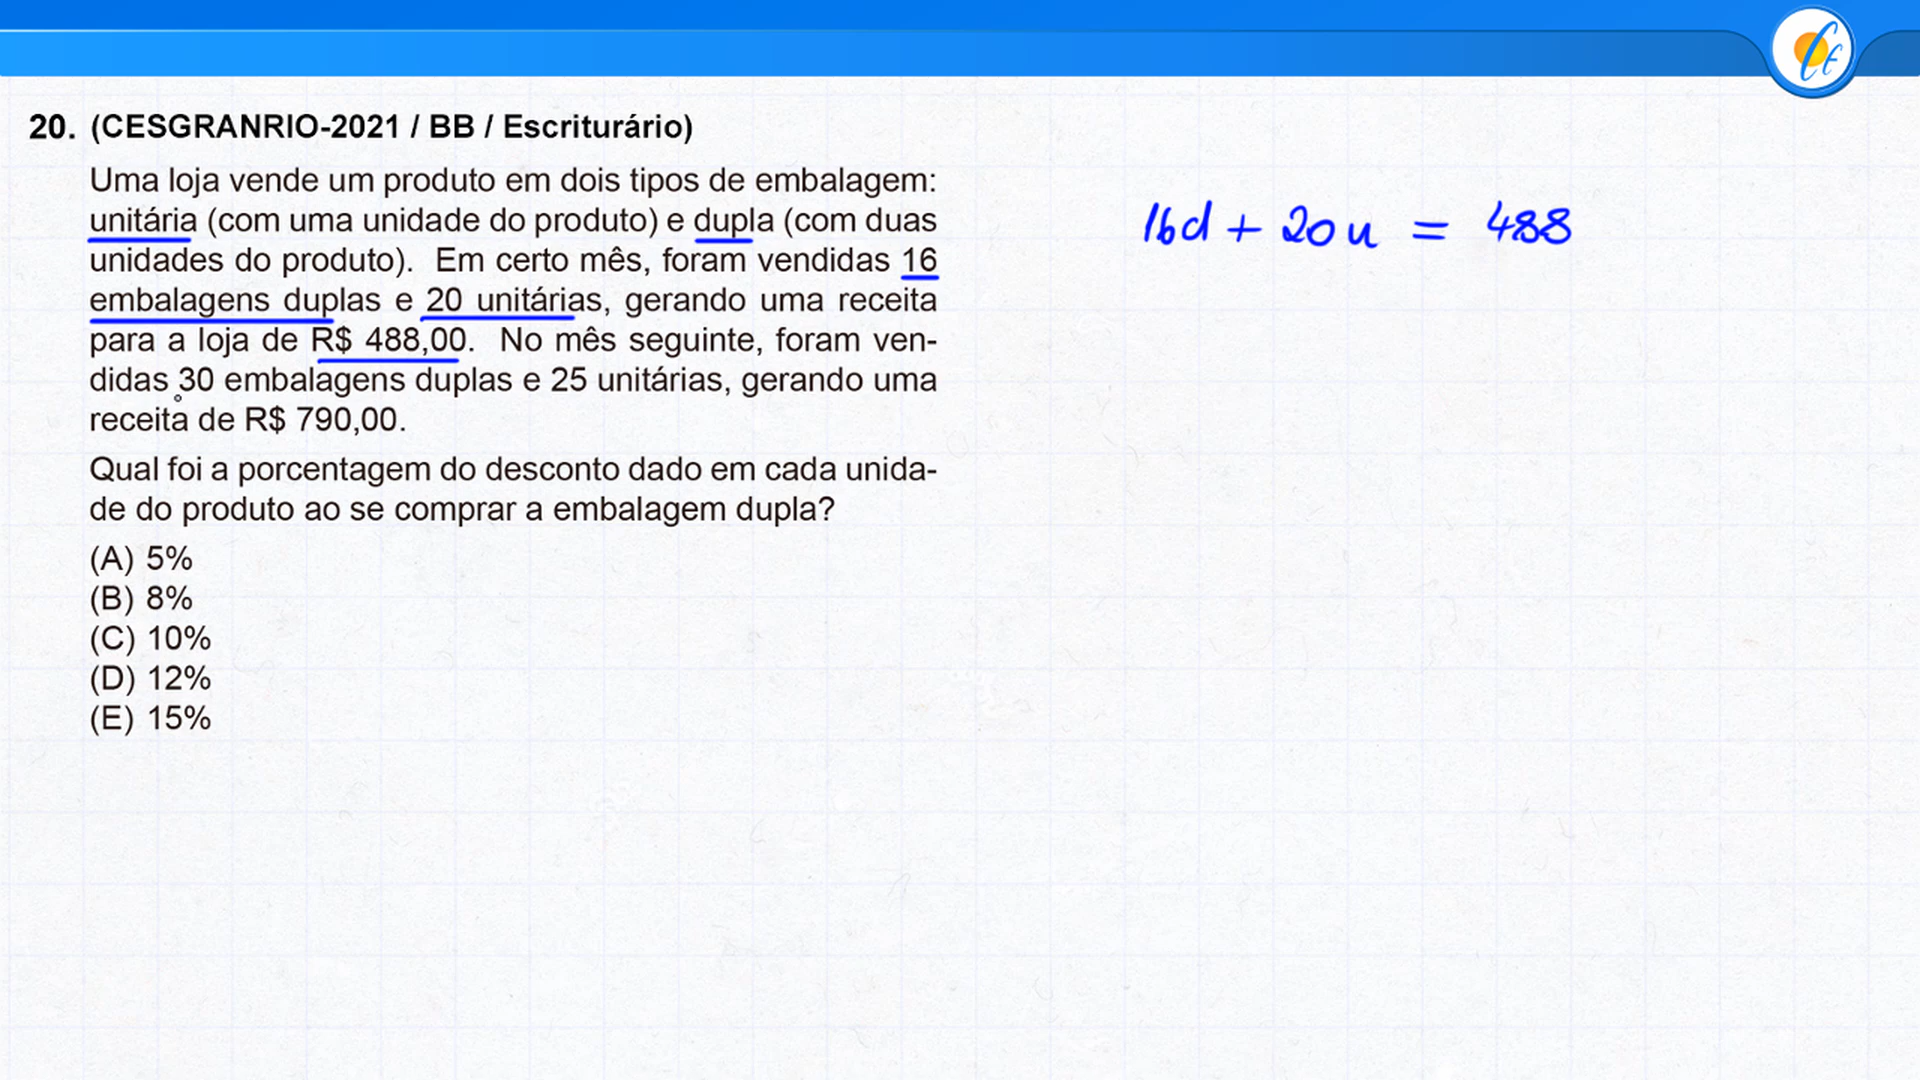 20. (CESGRANRIO-2021 / BB / Escriturário)
Uma loja vende um produto em dois tipos de embalagem:
unitária (com uma unidade do produto) e dupla (com duas
unidades do produto). Em certo mês, foram vendidas 16
embalagens duplas e 20 unitárias, gerando uma receita
para a loja de R$ 488,00. No mês seguinte, foram ven-
didas 30 embalagens duplas e 25 unitárias, gerando uma
receita de R$ 790,00.
Qual foi a porcentagem do desconto dado em cada unida-
de do produto ao se comprar a embalagem dupla?
(A) 5%
(B) 8%
(C) 10%
(D) 12%
(E) 15%
16d + 20u = 488